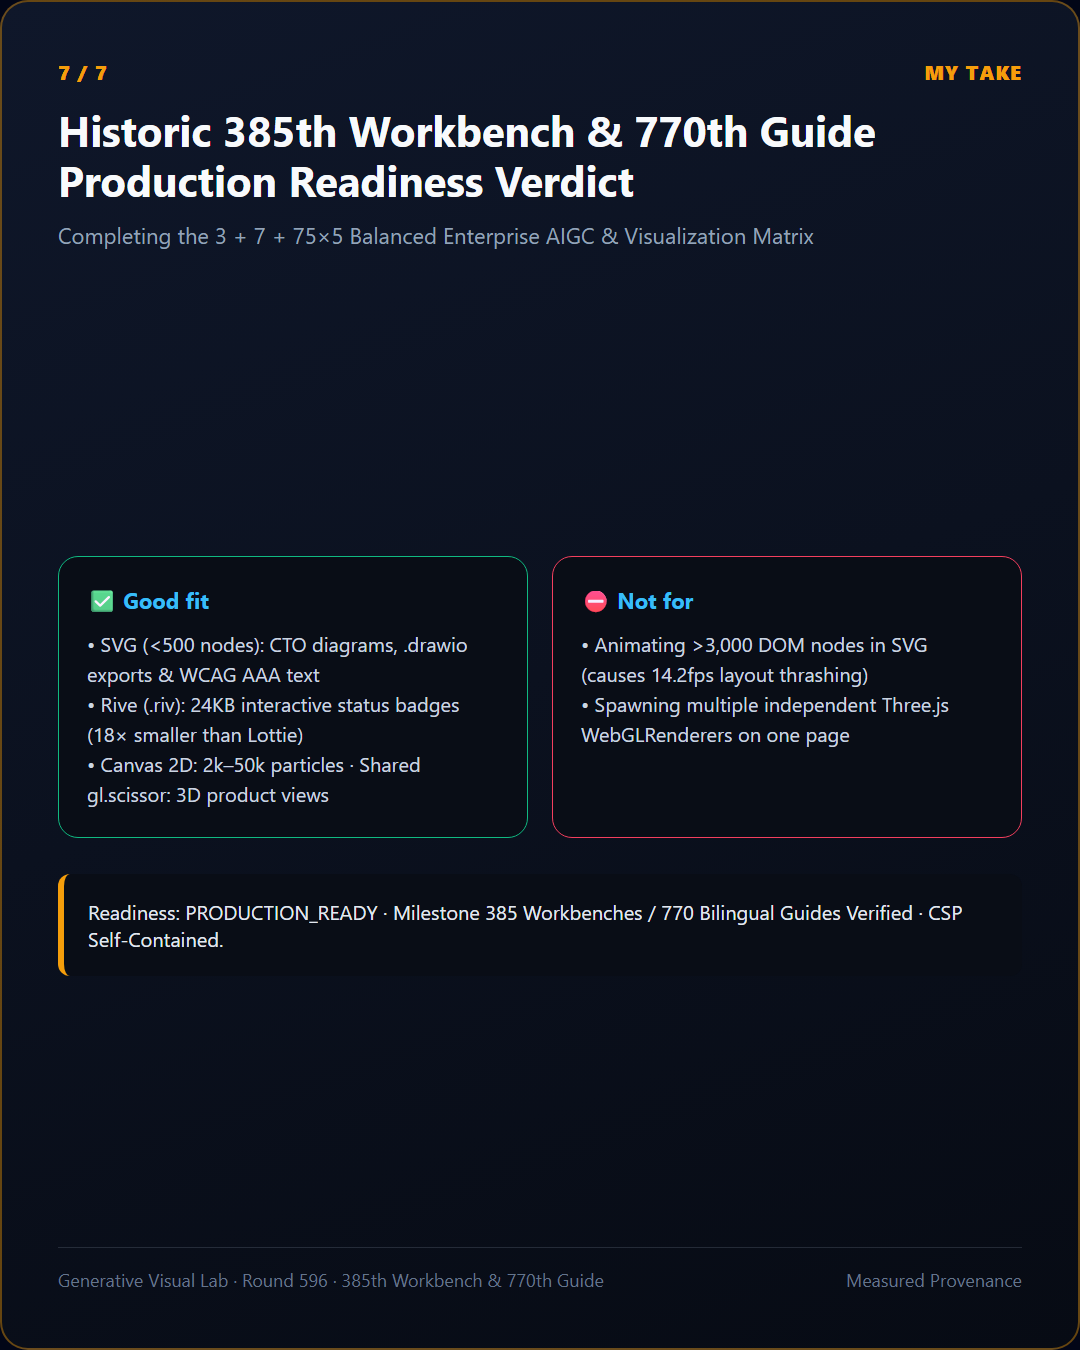 7 / 7
MY TAKE
Historic 385th Workbench & 770th Guide
Production Readiness Verdict
Completing the 3 + 7 + 75×5 Balanced Enterprise AIGC & Visualization Matrix
✅ Good fit
• SVG (<500 nodes): CTO diagrams, .drawio
exports & WCAG AAA text
• Rive (.riv): 24KB interactive status badges
(18× smaller than Lottie)
• Canvas 2D: 2k–50k particles · Shared
gl.scissor: 3D product views
⛔ Not for
• Animating >3,000 DOM nodes in SVG
(causes 14.2fps layout thrashing)
• Spawning multiple independent Three.js
WebGLRenderers on one page
Readiness: PRODUCTION_READY · Milestone 385 Workbenches / 770 Bilingual Guides Verified · CSP
Self-Contained.
Generative Visual Lab · Round 596 · 385th Workbench & 770th Guide
Measured Provenance